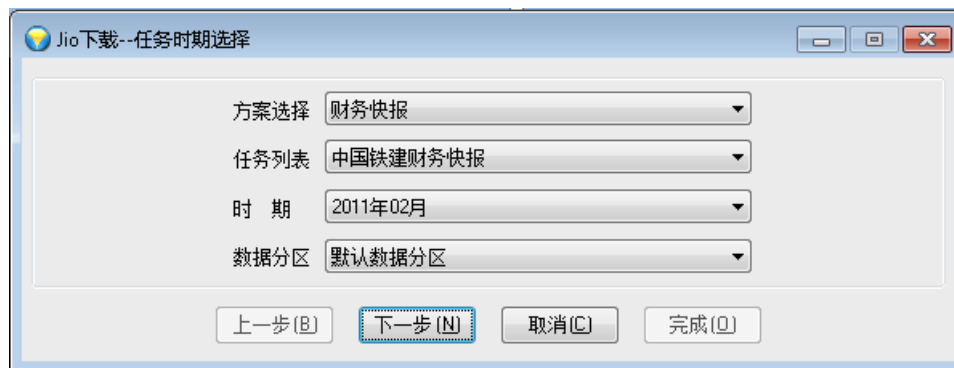 Jio下载--任务时期选择
方案选择 财务快报
任务列表 中国铁建财务快报
时 期 2011年02月
数据分区 默认数据分区
上一步(B) 下一步(N) 取消(C) 完成(O)